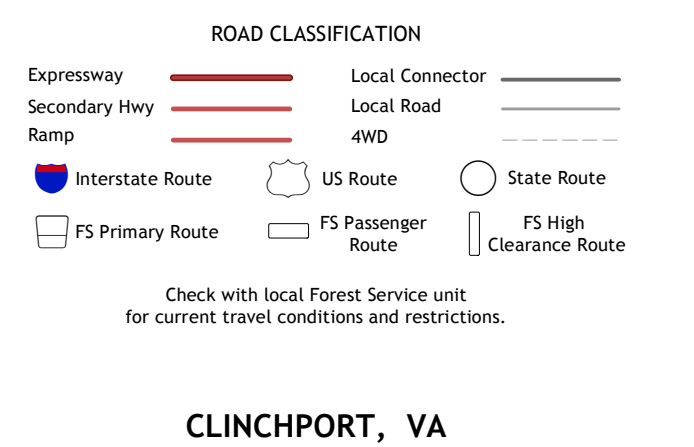 ROAD CLASSIFICATION
Expressway
Local Connector
Secondary Hwy
Local Road
Ramp
4WD
Interstate Route
US Route
State Route
FS Primary Route
FS Passenger
Route
FS High
Clearance Route
Check with local Forest Service unit
for current travel conditions and restrictions.
CLINCHPORT, VA